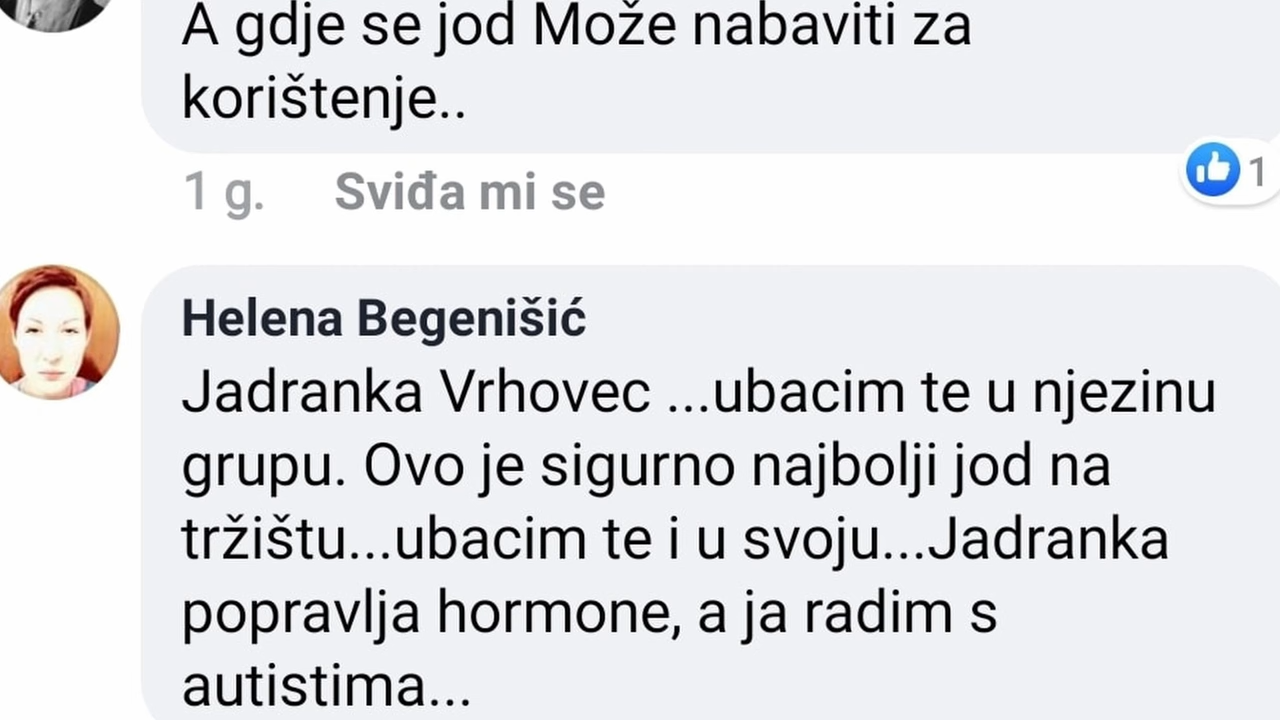 A gdje se jod Može nabaviti za
korištenje..
1 g. Sviđa mi se
1
Helena Begenišić
Jadranka Vrhovec ...ubacim te u njezinu
grupu. Ovo je sigurno najbolji jod na
tržištu...ubacim te i u svoju...Jadranka
popravlja hormone, a ja radim s
autistima...